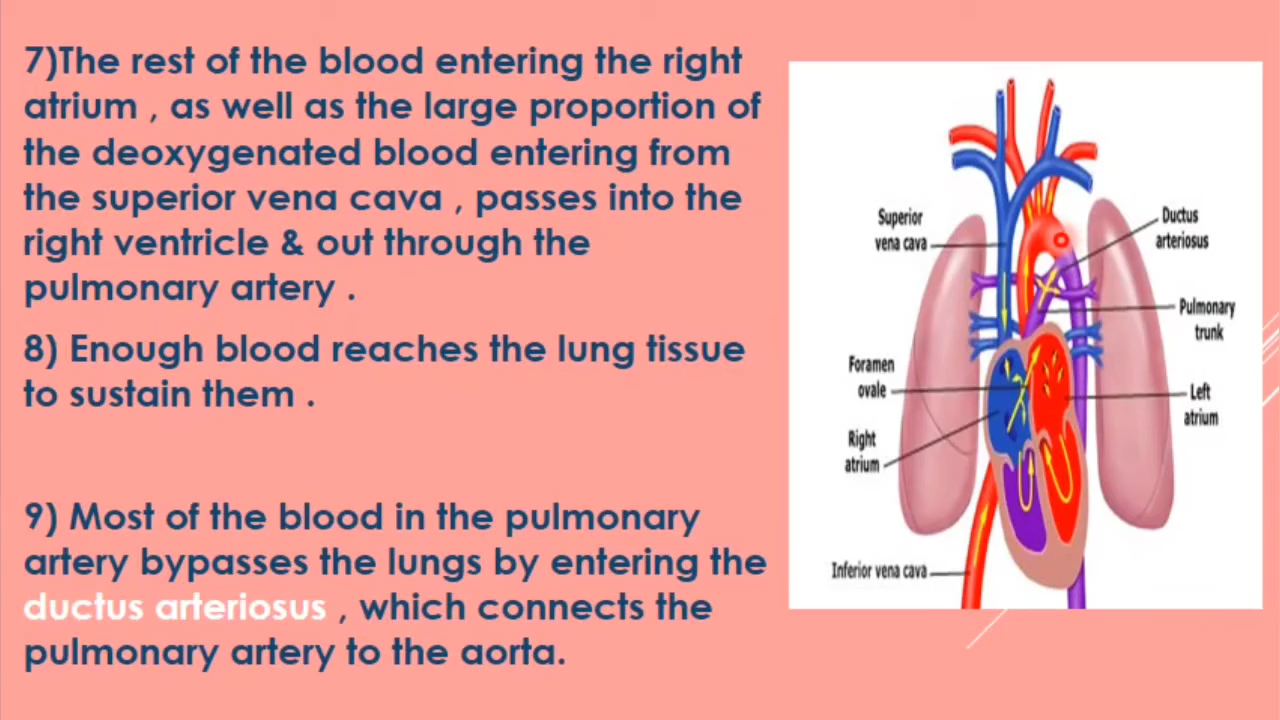 7)The rest of the blood entering the right
atrium , as well as the large proportion of
the deoxygenated blood entering from
the superior vena cava , passes into the
right ventricle & out through the
pulmonary artery .
8) Enough blood reaches the lung tissue
to sustain them .
9) Most of the blood in the pulmonary
artery bypasses the lungs by entering the
ductus arteriosus , which connects the
pulmonary artery to the aorta.
Superior
vena cava
Ductus
arteriosus
Pulmonary
trunk
Foramen
ovale
Left
atrium
Right
atrium
Inferior vena cava